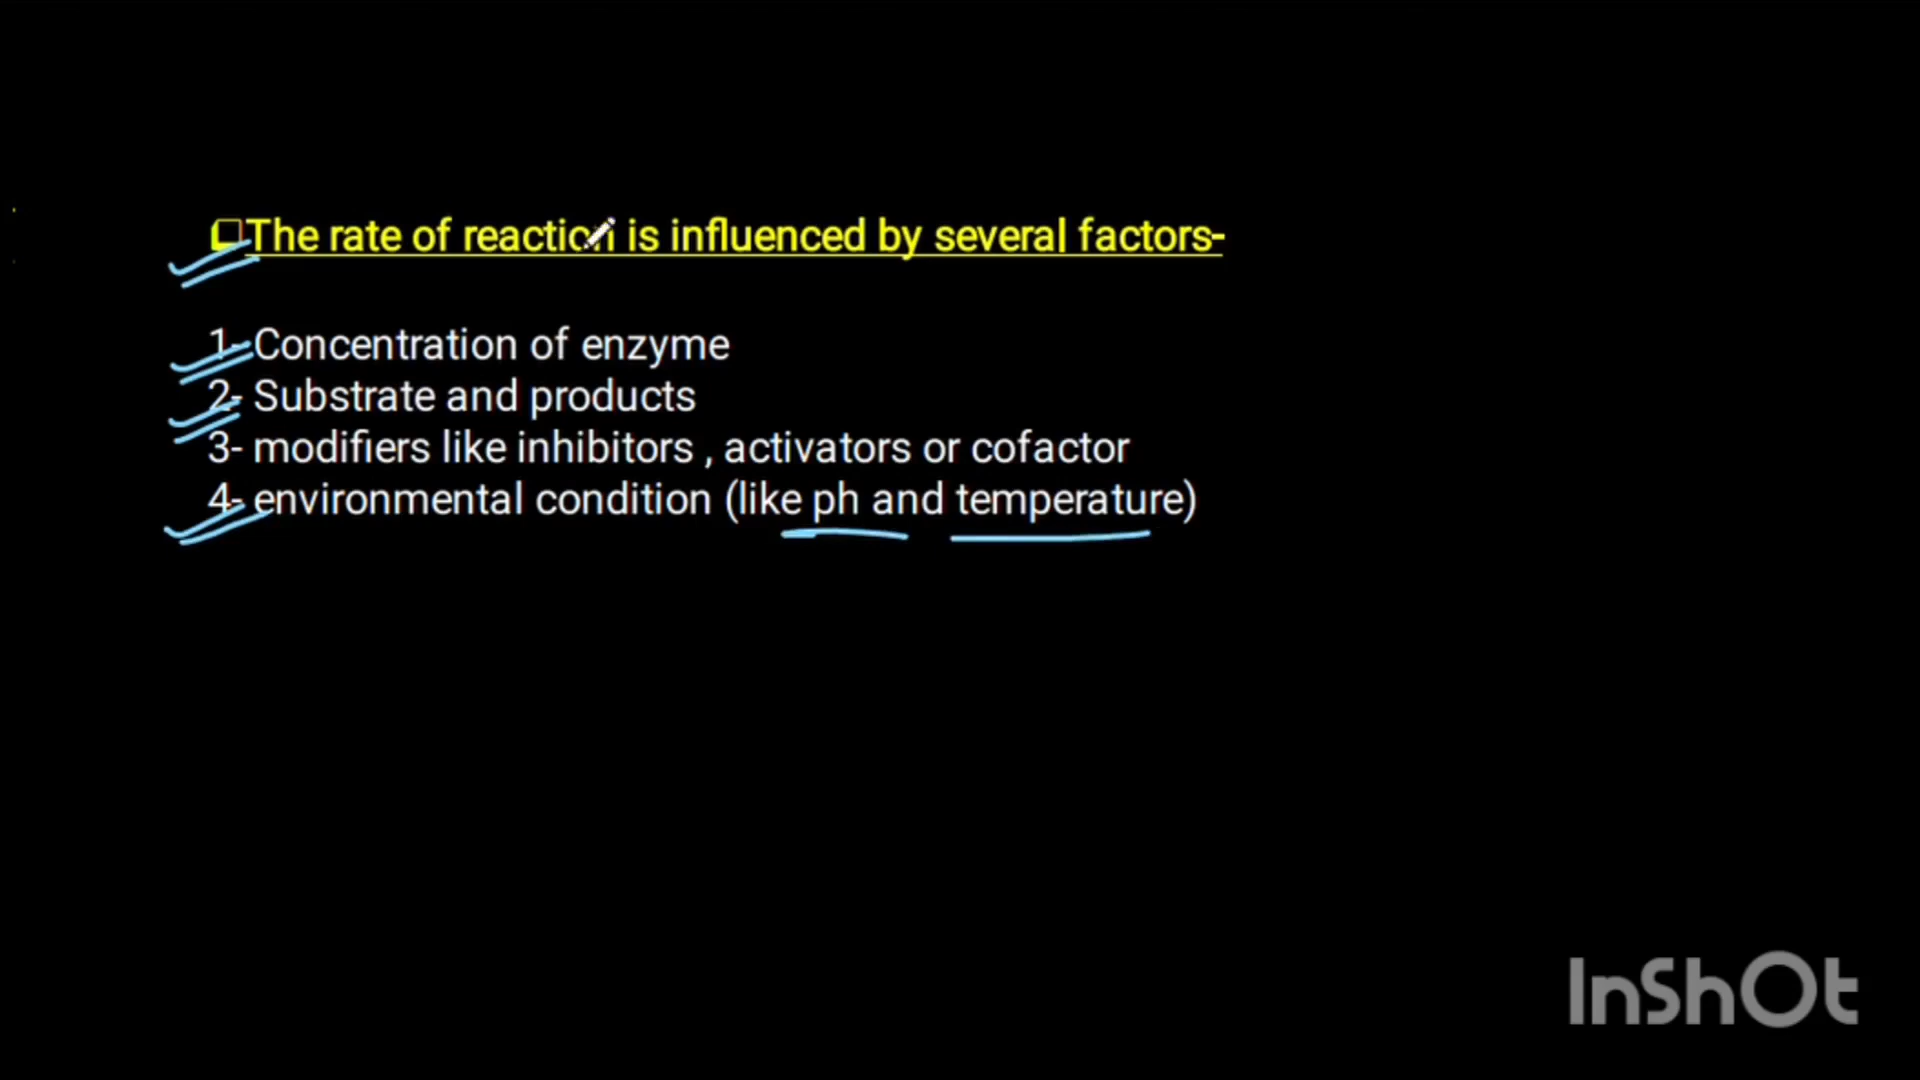 ❑The rate of reaction is influenced by several factors-
1- Concentration of enzyme
2- Substrate and products
3- modifiers like inhibitors , activators or cofactor
4- environmental condition (like ph and temperature)
InShOt